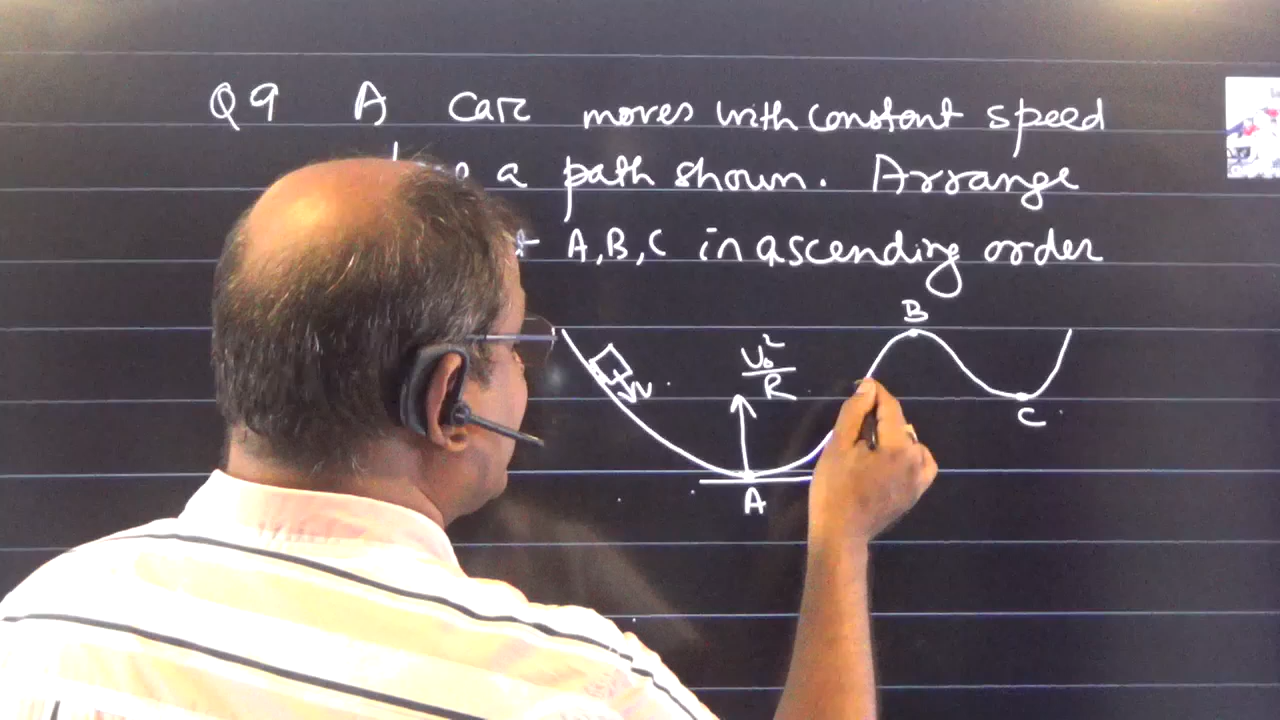 Q9 A Car moves with constant speed
a path shown. Arrange
A,B,C in ascending order
B
V₀²
R
v
C
A